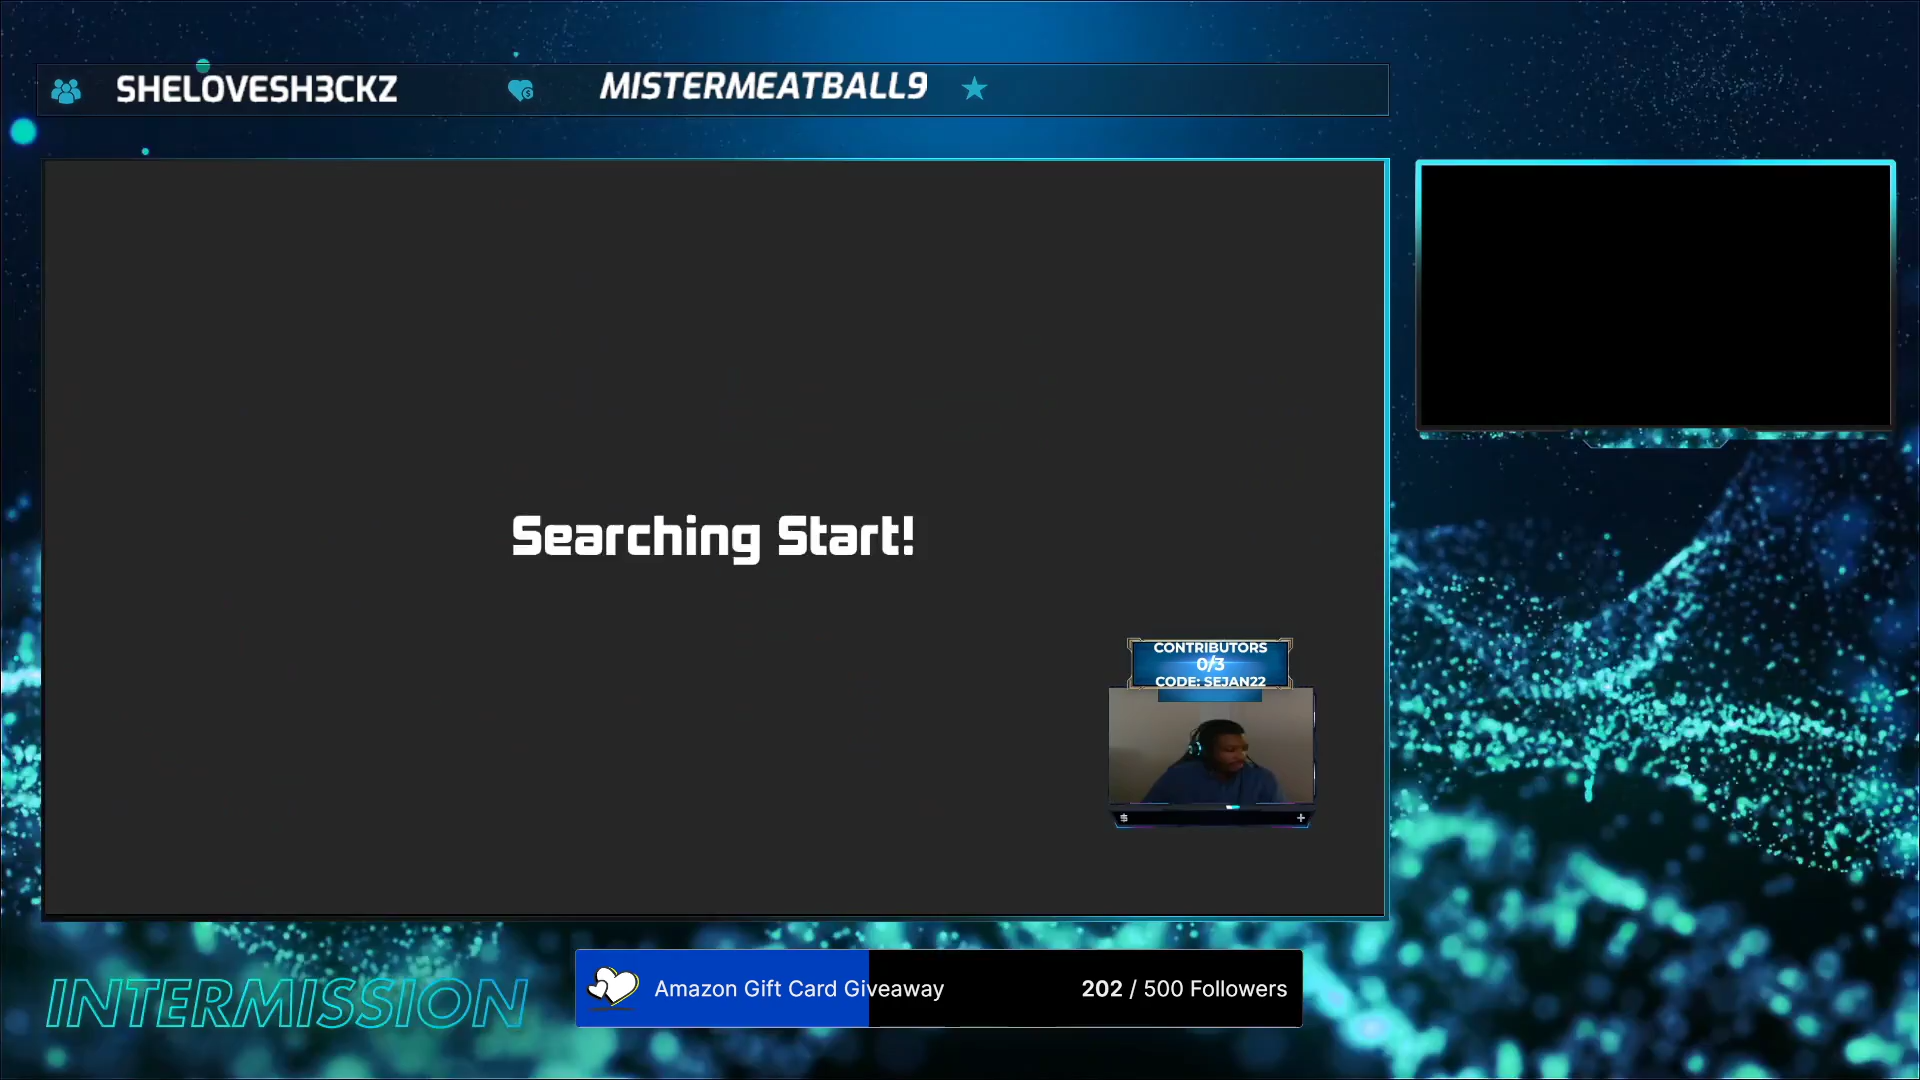 SHELOVESH3CKZ
MISTERMEATBALL9
Searching Start!
CONTRIBUTORS
0/3
CODE: SEJAN22
INTERMISSION
Amazon Gift Card Giveaway
202 / 500 Followers